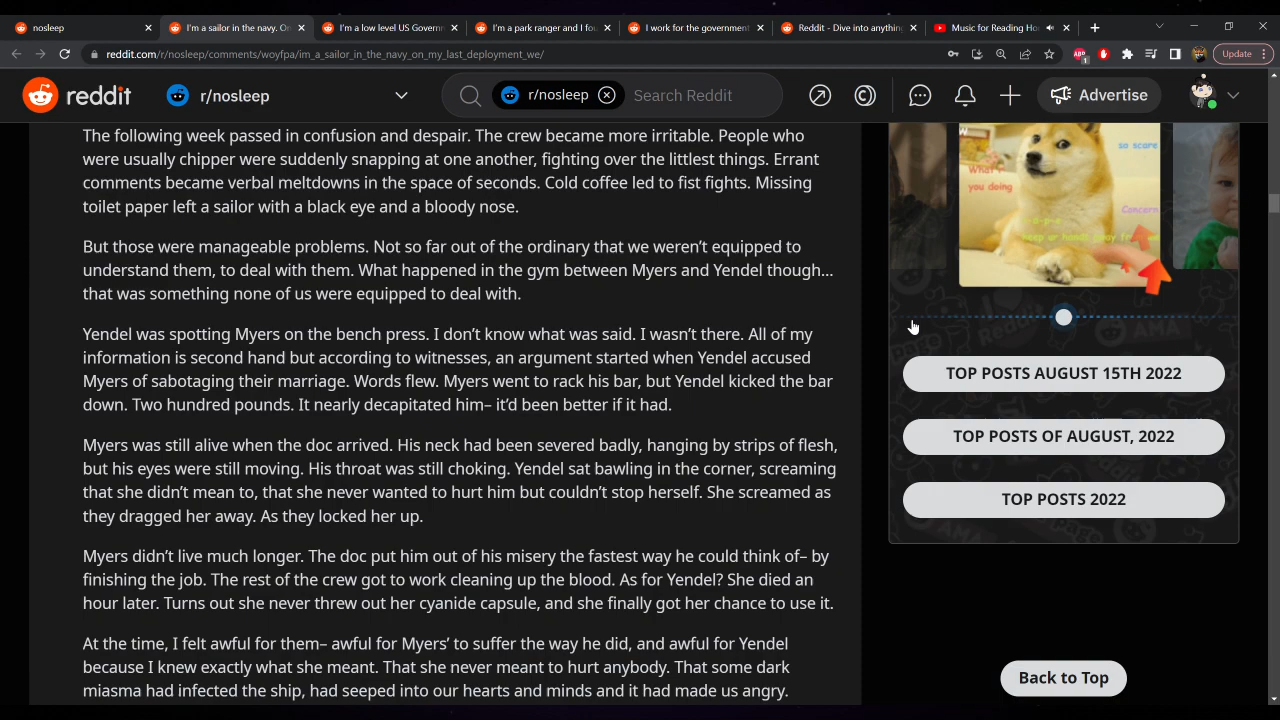 nosleep
I'm a sailor in the navy. On
I'm a low level US Governm
I'm a park ranger and I fou
I work for the government
Reddit - Dive into anything
Music for Reading Ho
reddit.com/r/nosleep/comments/woyfpa/im_a_sailor_in_the_navy_on_my_last_deployment_we/
ABP
1
Update
reddit
r/nosleep
r/nosleep
Search Reddit
Advertise
The following week passed in confusion and despair. The crew became more irritable. People who
were usually chipper were suddenly snapping at one another, fighting over the littlest things. Errant
comments became verbal meltdowns in the space of seconds. Cold coffee led to fist fights. Missing
toilet paper left a sailor with a black eye and a bloody nose.
But those were manageable problems. Not so far out of the ordinary that we weren't equipped to
understand them, to deal with them. What happened in the gym between Myers and Yendel though...
that was something none of us were equipped to deal with.
Yendel was spotting Myers on the bench press. I don't know what was said. I wasn't there. All of my
information is second hand but according to witnesses, an argument started when Yendel accused
Myers of sabotaging their marriage. Words flew. Myers went to rack his bar, but Yendel kicked the bar
down. Two hundred pounds. It nearly decapitated him– it'd been better if it had.
Myers was still alive when the doc arrived. His neck had been severed badly, hanging by strips of flesh,
but his eyes were still moving. His throat was still choking. Yendel sat bawling in the corner, screaming
that she didn't mean to, that she never wanted to hurt him but couldn't stop herself. She screamed as
they dragged her away. As they locked her up.
Myers didn't live much longer. The doc put him out of his misery the fastest way he could think of– by
finishing the job. The rest of the crew got to work cleaning up the blood. As for Yendel? She died an
hour later. Turns out she never threw out her cyanide capsule, and she finally got her chance to use it.
At the time, I felt awful for them– awful for Myers' to suffer the way he did, and awful for Yendel
because I knew exactly what she meant. That she never meant to hurt anybody. That some dark
miasma had infected the ship, had seeped into our hearts and minds and it had made us angry.
W
so scare
What r
you doing
Concern
a-p-a
TOP POSTS AUGUST 15TH 2022
TOP POSTS OF AUGUST, 2022
TOP POSTS 2022
Back to Top